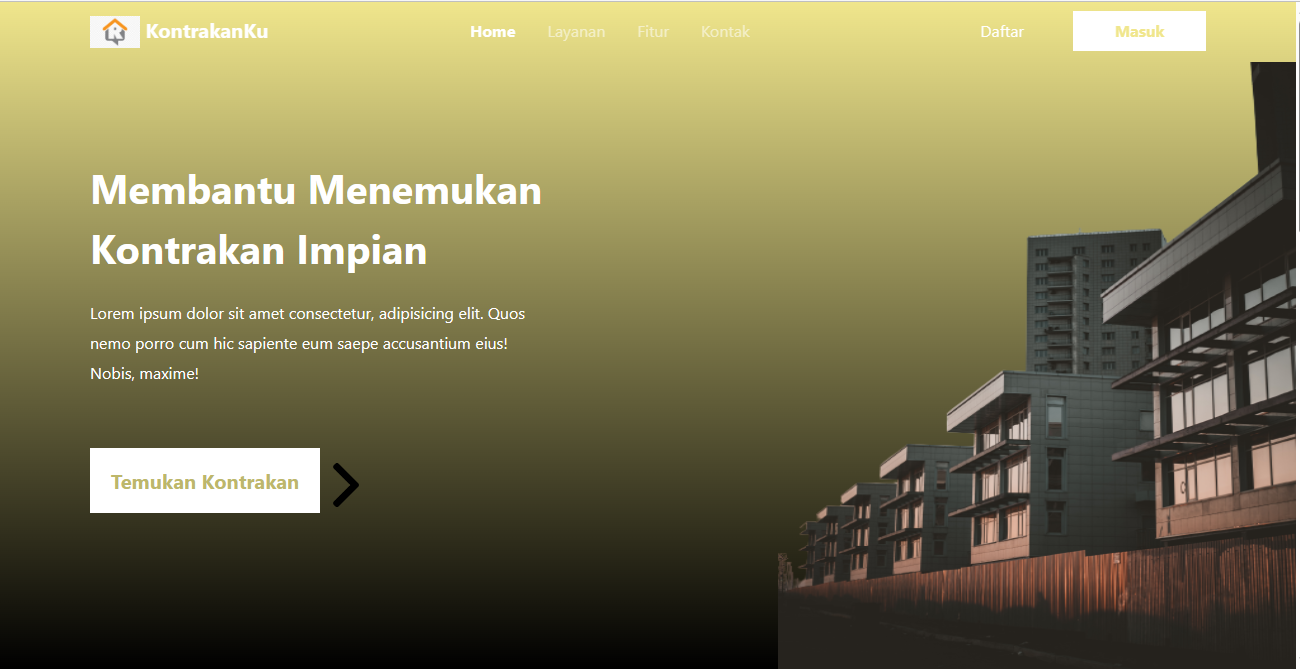 KontrakanKu
Home
Layanan
Fitur
Kontak
Daftar
Masuk
Membantu Menemukan
Kontrakan Impian
Lorem ipsum dolor sit amet consectetur, adipisicing elit. Quos
nemo porro cum hic sapiente eum saepe accusantium eius!
Nobis, maxime!
Temukan Kontrakan